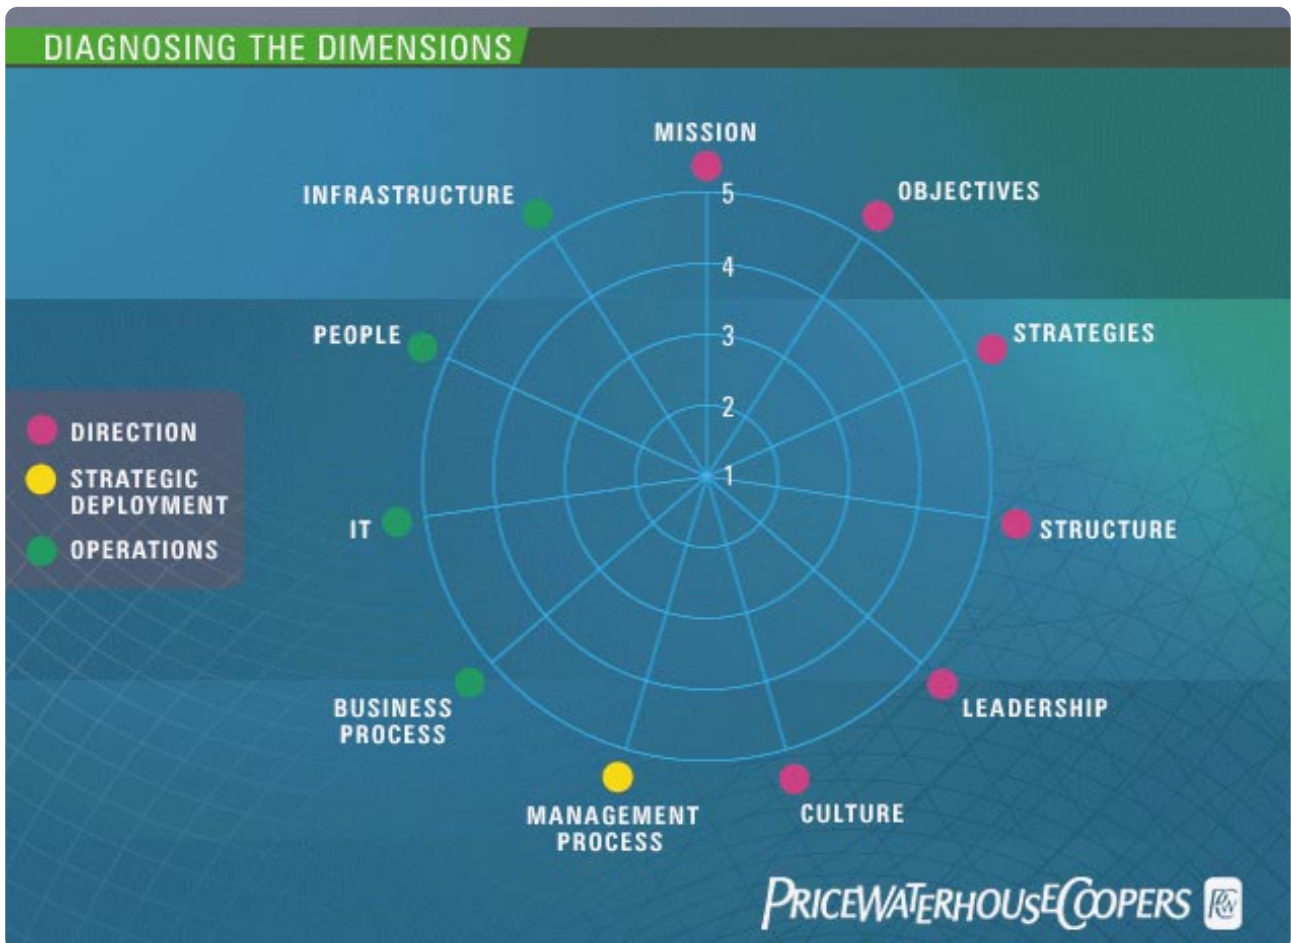 DIAGNOSING THE DIMENSIONS
MISSION
INFRASTRUCTURE
OBJECTIVES
5
4
PEOPLE
3
STRATEGIES
2
DIRECTION
STRATEGIC
DEPLOYMENT
OPERATIONS
1
IT
STRUCTURE
BUSINESS
PROCESS
LEADERSHIP
MANAGEMENT
PROCESS
CULTURE
PRICEWATERHOUSECOOPERS PwC